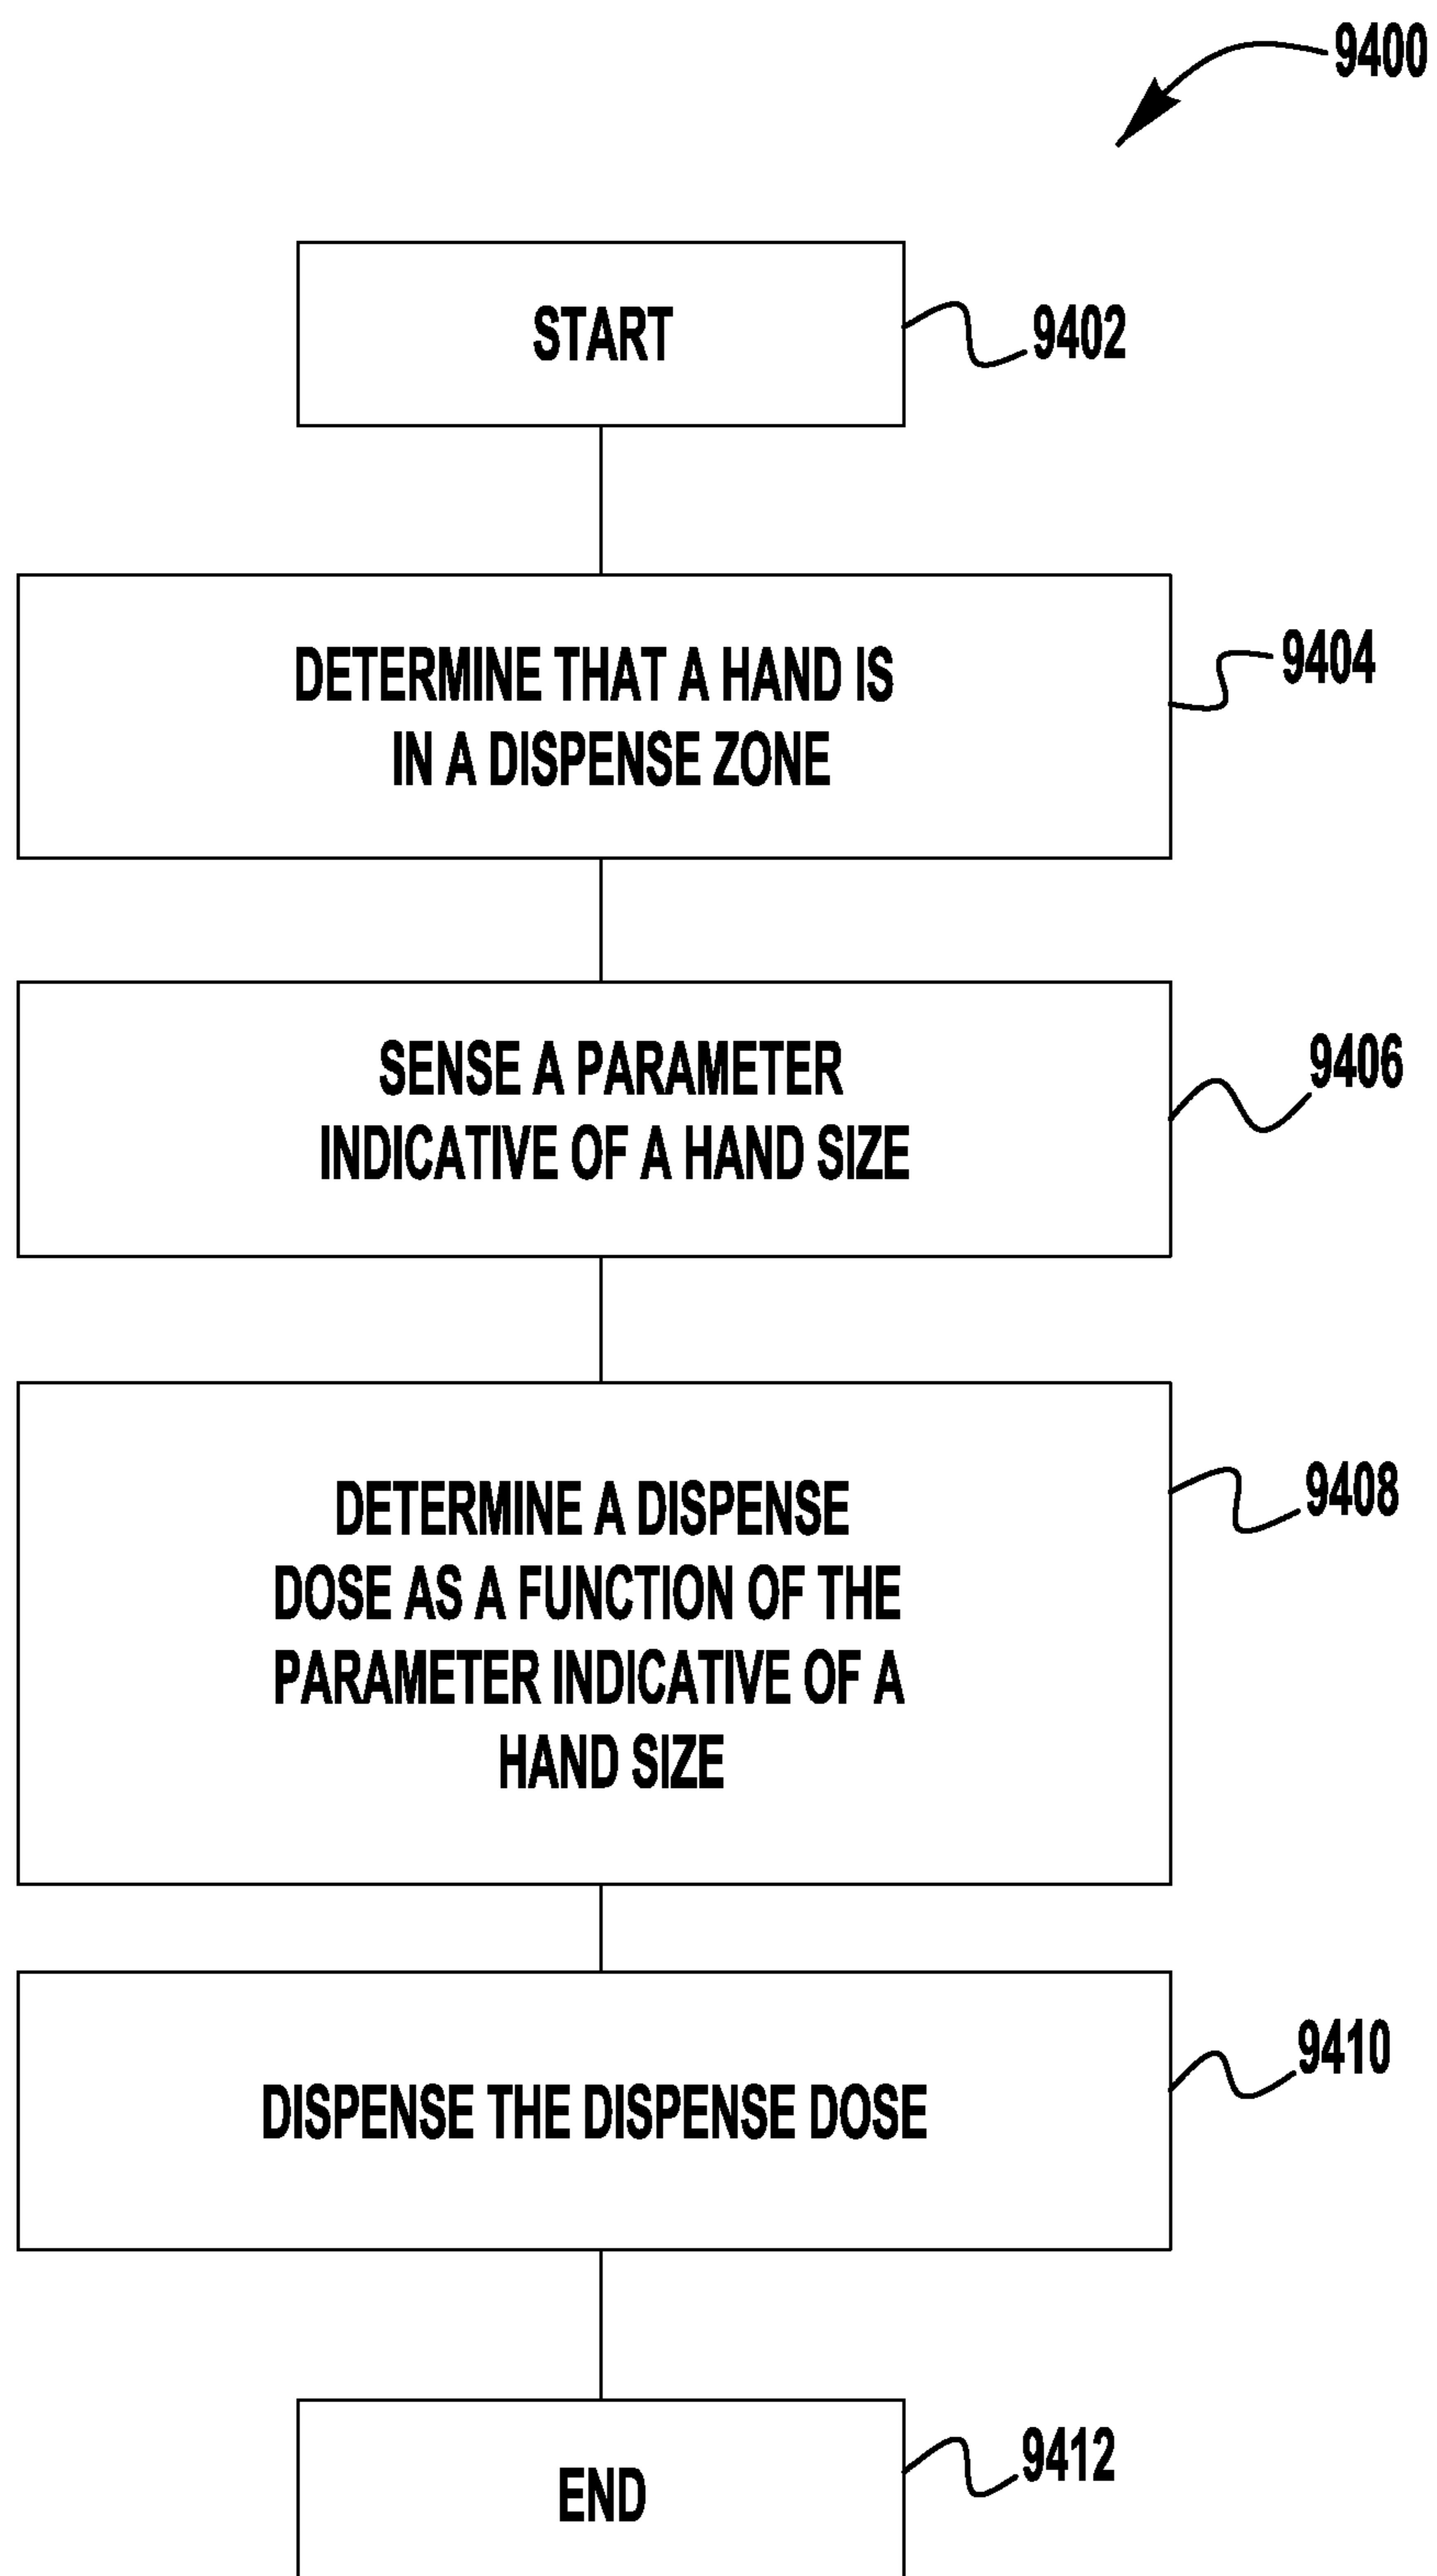 9400
START
9402
DETERMINE THAT A HAND IS
IN A DISPENSE ZONE
9404
SENSE A PARAMETER
INDICATIVE OF A HAND SIZE
9406
DETERMINE A DISPENSE
DOSE AS A FUNCTION OF THE
PARAMETER INDICATIVE OF A
HAND SIZE
9408
DISPENSE THE DISPENSE DOSE
9410
END
9412